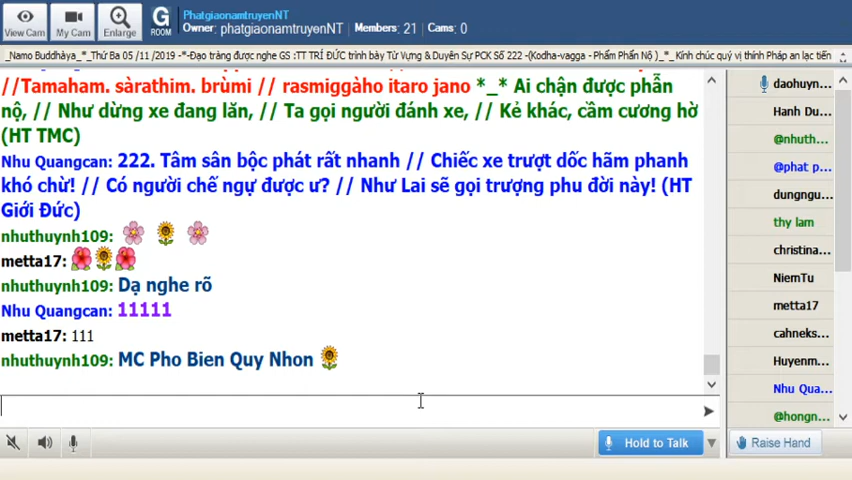 View Cam
My Cam
Enlarge
G
ROOM
PhatgiaonamtruyenNT
Owner: phatgiaonamtruyenNT | Members: 21 | Cams: 0
_Namo Buddhàya_*_Thứ Ba 05 /11 /2019 -*-Đạo tràng được nghe GS :TT TRÍ ĐỨC trình bày Từ Vựng & Duyên Sự PCK Số 222 -(Kodha-vagga - Phẩm Phẫn Nộ )_*_Kính chúc quý vị thính Pháp an lạc tiến
//Tamaham. sàrathim. brùmi // rasmiggàho itaro jano *_* Ai chận được phẫn
nộ, // Như dừng xe đang lăn, // Ta gọi người đánh xe, // Kẻ khác, cầm cương hờ
(HT TMC)
Nhu Quangcan: 222. Tâm sân bộc phát rất nhanh // Chiếc xe trượt dốc hãm phanh
khó chừ! // Có người chế ngự được ư? // Như Lai sẽ gọi trượng phu đời này! (HT
Giới Đức)
nhuthuynh109:
metta17:
nhuthuynh109: Dạ nghe rõ
Nhu Quangcan: 11111
metta17: 111
nhuthuynh109: MC Pho Bien Quy Nhon
daohuyn...
Hanh Du...
@nhuth...
@phat p...
dungngu...
thy lam
christina...
NiemTu
metta17
cahneks...
Huyenm...
Nhu Qua...
@hongn...
Hold to Talk
Raise Hand